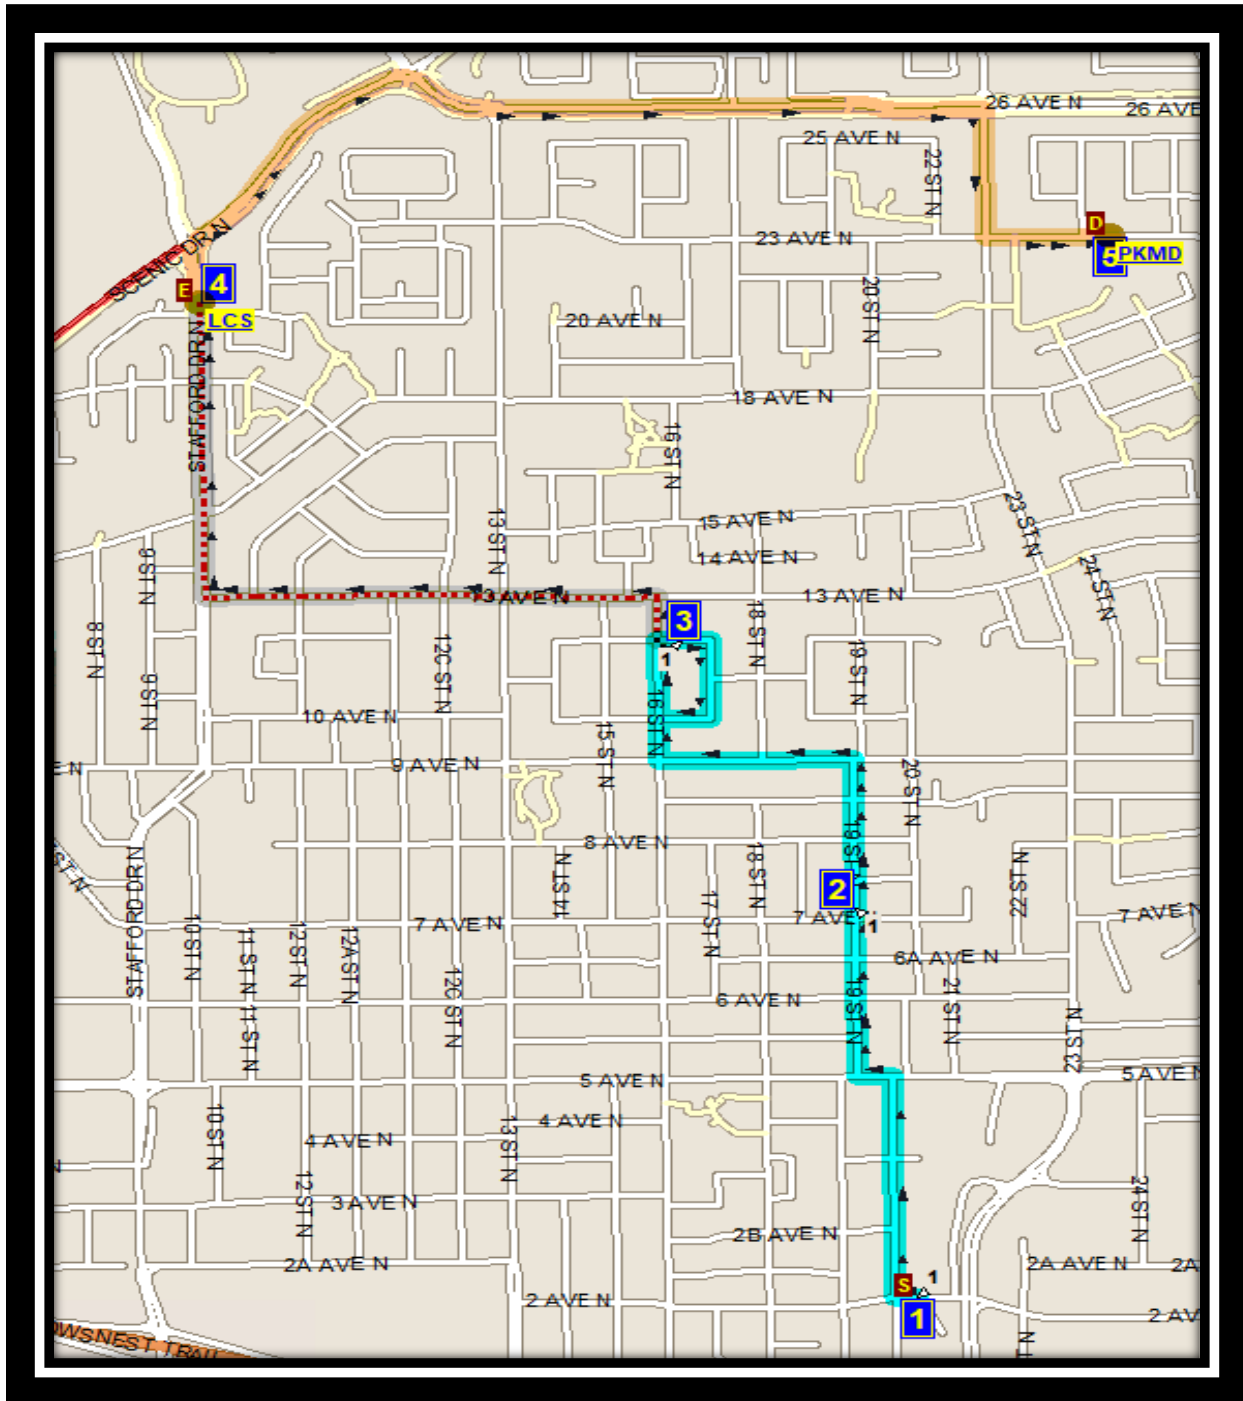 26 AVE N
26 AVE
25 AVE N
22 ST N
SCENIC DR N
23 AVE N
D
5
PKMD
E
4
LCS
20 AVE N
20 ST N
STAFFORD DR N
18 AVE N
16 ST N
15 AVE N
23 ST N
13 ST N
14 AVE N
24 ST N
9 ST N
13 AVE N
13 AVE N
3
1
8 ST N
12C ST N
18 ST N
19 ST N
9 ST N
16 ST N
10 AVE N
15 ST N
9 AVE N
E N
20 ST N
8 AVE N
19 ST
ST N
STAFFORD DR N
14 ST N
18 ST N
2
22 ST N
17 ST N
7 AVE N
7 AVE
1
7 AVE N
10 ST N
11 ST N
12 ST N
12A ST N
6A AVE N
12C ST N
6 AVE N
19 ST N
21 ST N
11 ST N
23 ST N
5 AVE N
5 AVE N
10 ST N
4 AVE N
4 AVE N
13 ST N
12 ST N
3 AVE N
24 ST N
2B AVE N
2A AVE N
2A AVE N
2A
S
1
1
2 AVE N
2 AV
OWSNEST TRAI